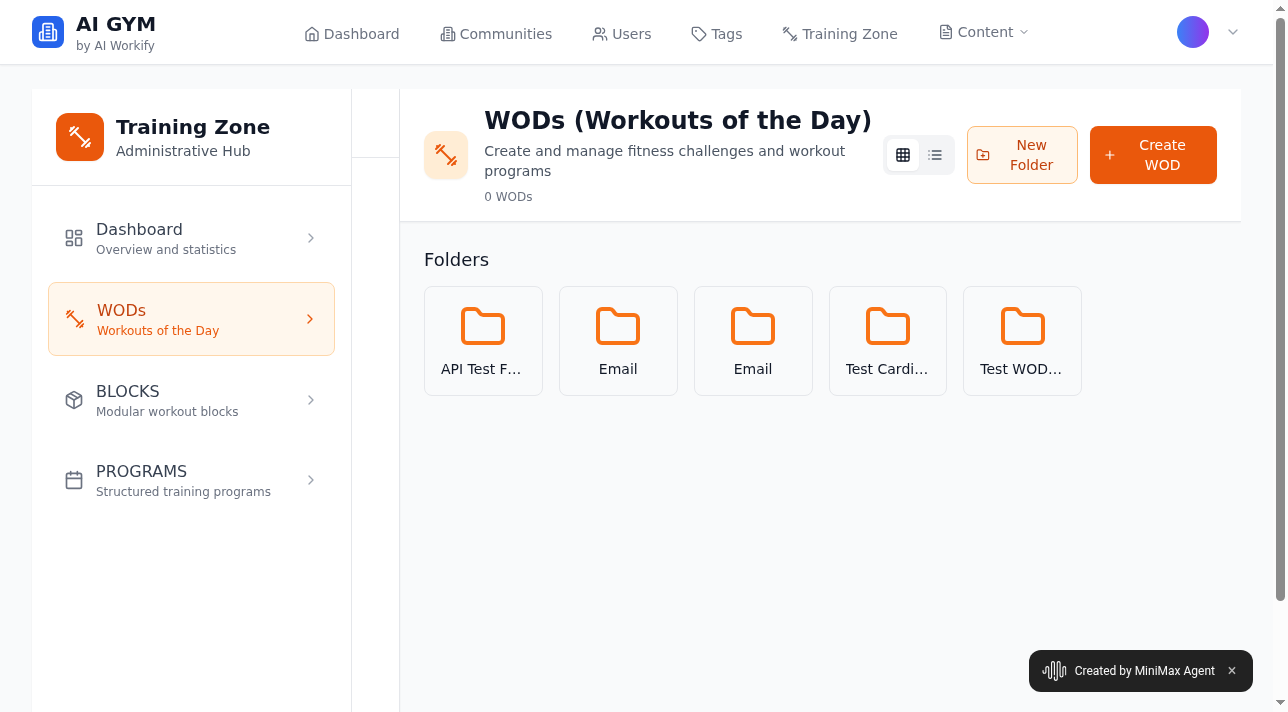 AI GYM
by AI Workify
Dashboard
Communities
Users
Tags
Training Zone
Content
Training Zone
Administrative Hub
Dashboard
Overview and statistics
WODs
Workouts of the Day
BLOCKS
Modular workout blocks
PROGRAMS
Structured training programs
WODs (Workouts of the Day)
Create and manage fitness challenges and workout
programs
0 WODs
New
Folder
Create
WOD
Folders
API Test F...
Email
Email
Test Cardi...
Test WOD...
Created by MiniMax Agent